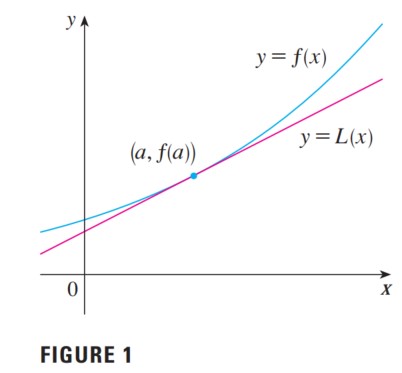 y
y = f(x)
y = L(x)
(a, f(a))
0
x
FIGURE 1